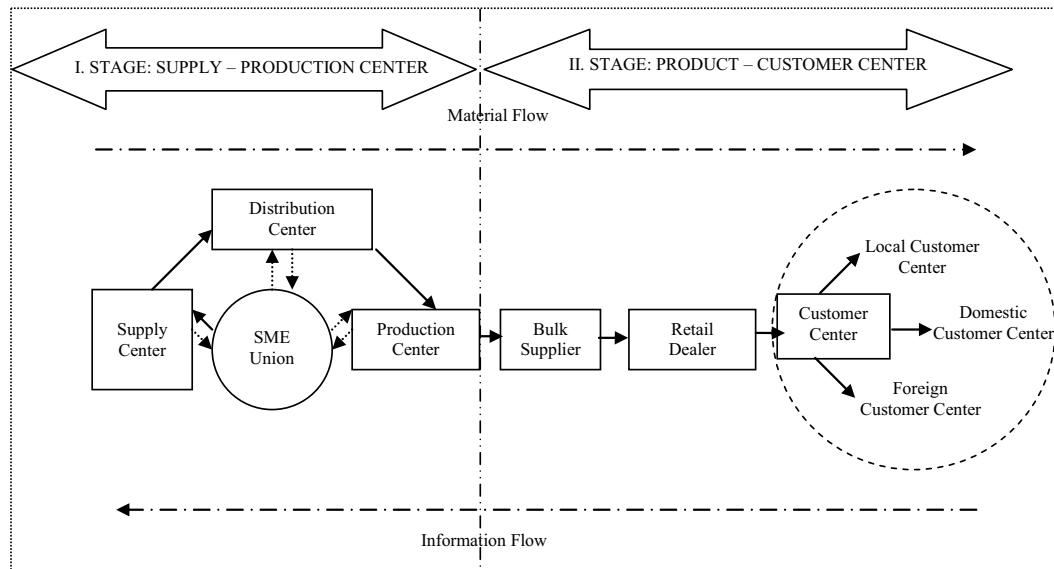 I. STAGE: SUPPLY – PRODUCTION CENTER
II. STAGE: PRODUCT – CUSTOMER CENTER
Material Flow
Distribution
Center
Supply
Center
SME
Union
Production
Center
Bulk
Supplier
Retail
Dealer
Customer
Center
Local Customer
Center
Domestic
Customer Center
Foreign
Customer Center
Information Flow